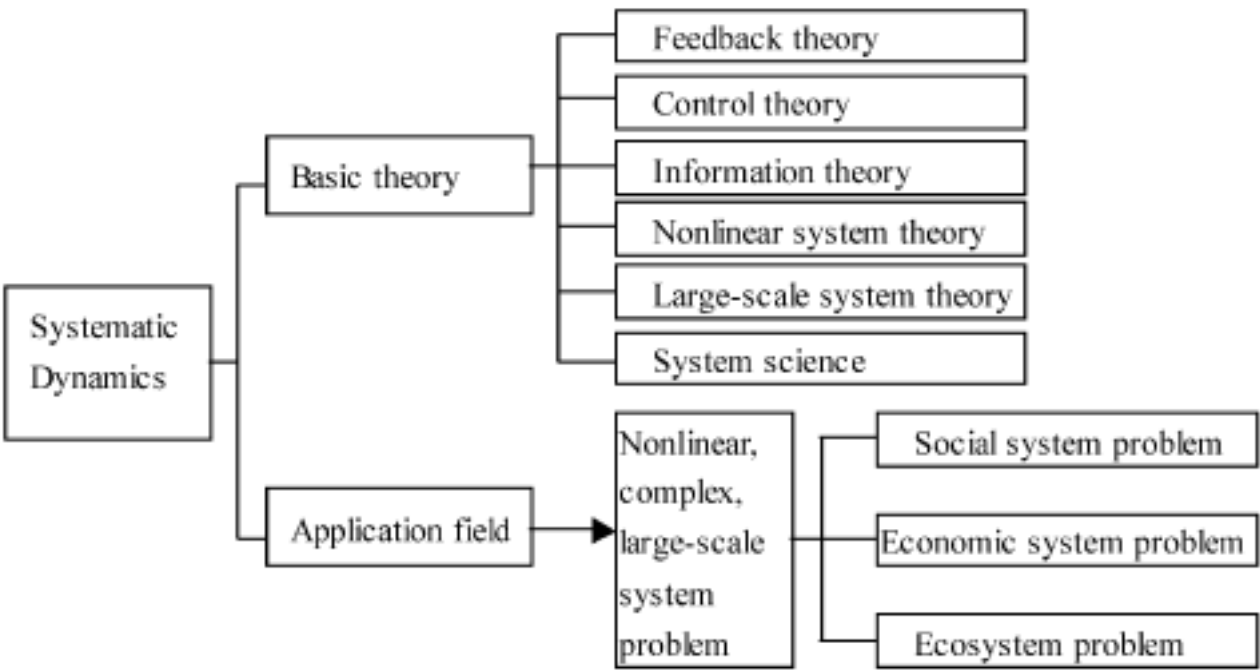 Feedback theory
Control theory
Basic theory
Information theory
Nonlinear system theory
Large-scale system theory
System science
Systematic
Dynamics
Application field
Nonlinear,
complex,
large-scale
system
problem
Social system problem
Economic system problem
Ecosystem problem